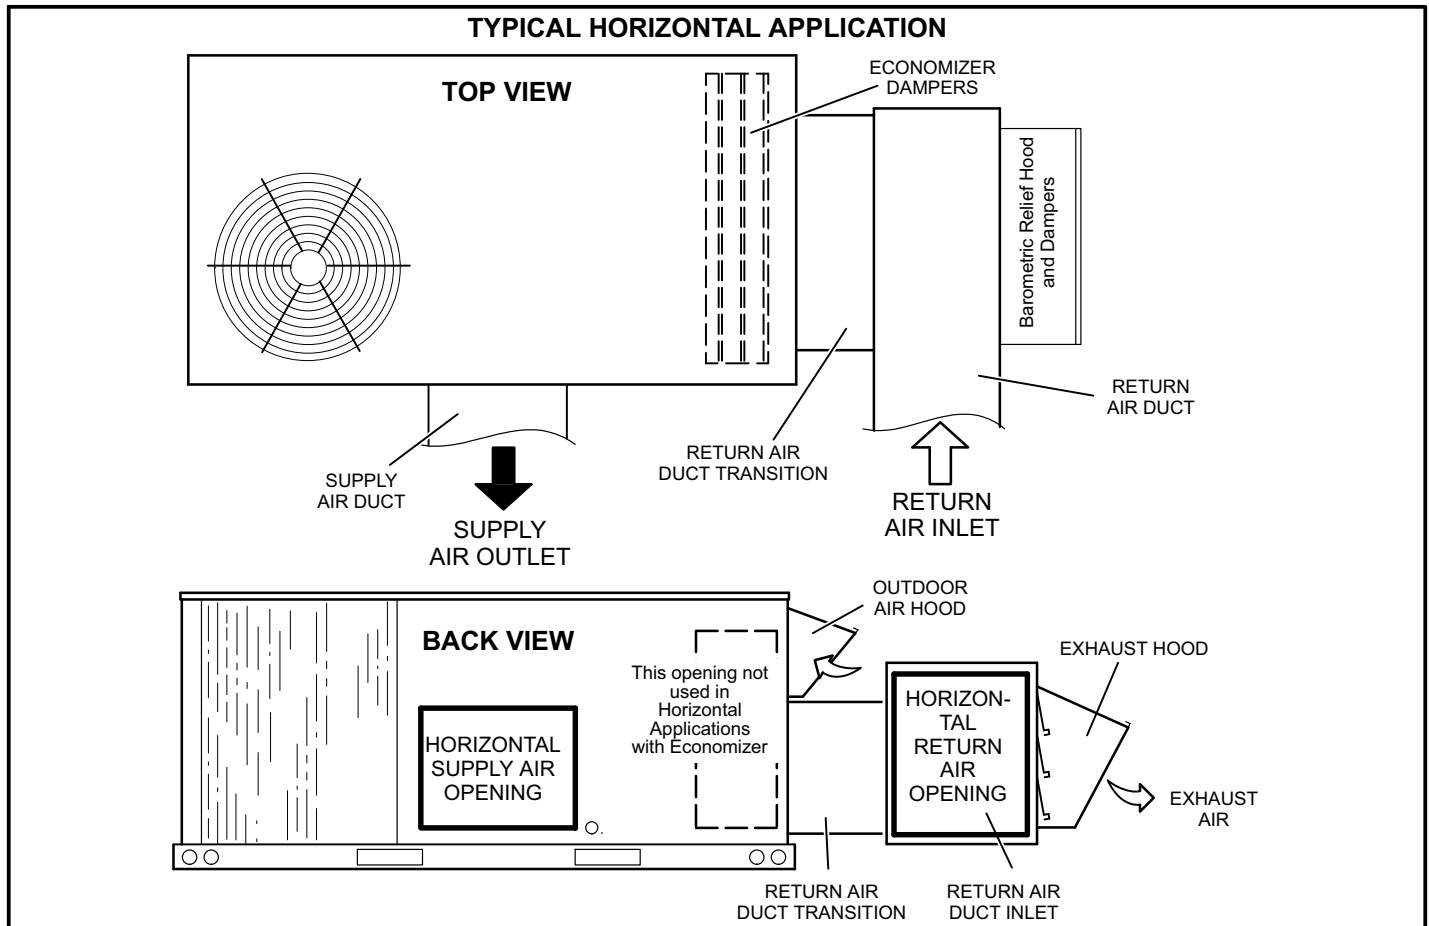 TYPICAL HORIZONTAL APPLICATION
TOP VIEW
ECONOMIZER
DAMPERS
Barometric Relief Hood
and Dampers
RETURN
AIR DUCT
RETURN AIR
DUCT TRANSITION
SUPPLY
AIR DUCT
SUPPLY
AIR OUTLET
RETURN
AIR INLET
BACK VIEW
OUTDOOR
AIR HOOD
EXHAUST HOOD
This opening not
used in
Horizontal
Applications
with Economizer
HORIZONTAL
SUPPLY AIR
OPENING
HORIZON-
TAL
RETURN
AIR
OPENING
EXHAUST
AIR
RETURN AIR
DUCT TRANSITION
RETURN AIR
DUCT INLET